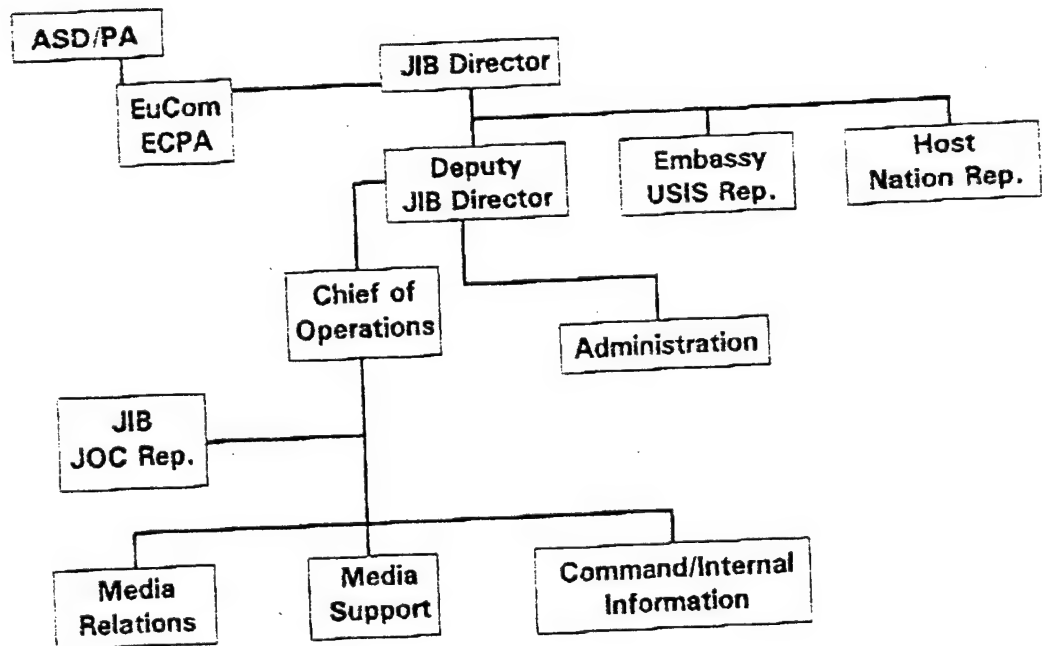 ASD/PA
JIB Director
EuCom
ECPA
Deputy
JIB Director
Embassy
USIS Rep.
Host
Nation Rep.
Chief of
Operations
Administration
JIB
JOC Rep.
Media
Relations
Media
Support
Command/Internal
Information